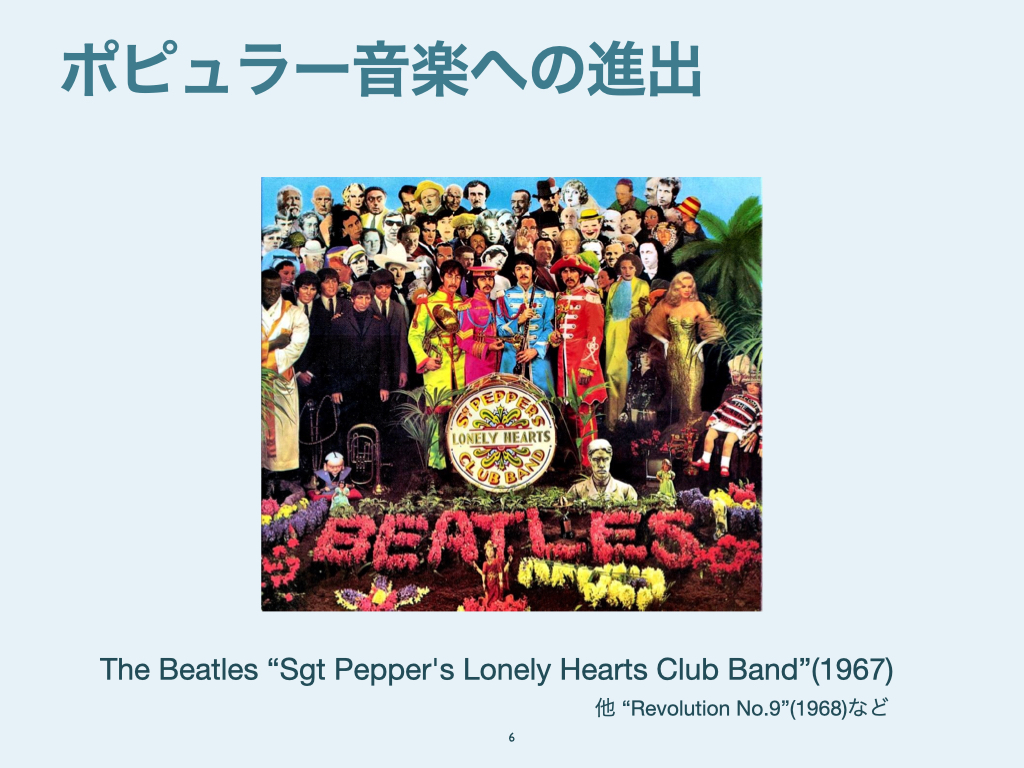 ポピュラー音楽への進出
SGT PEPPERS
LONELY HEARTS
CLUB BAND
BEATLES
The Beatles “Sgt Pepper's Lonely Hearts Club Band”(1967)
他 “Revolution No.9”(1968)など
6